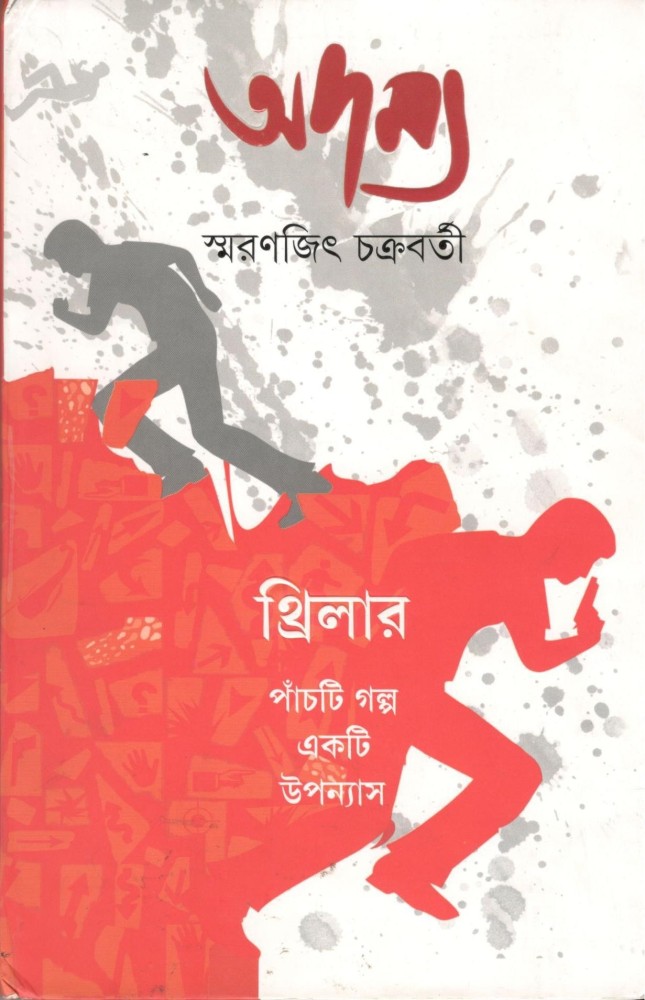 অদম্য
স্মরণজিৎ চক্রবর্তী
থ্রিলার
পাঁচটি গল্প
একটি
উপন্যাস